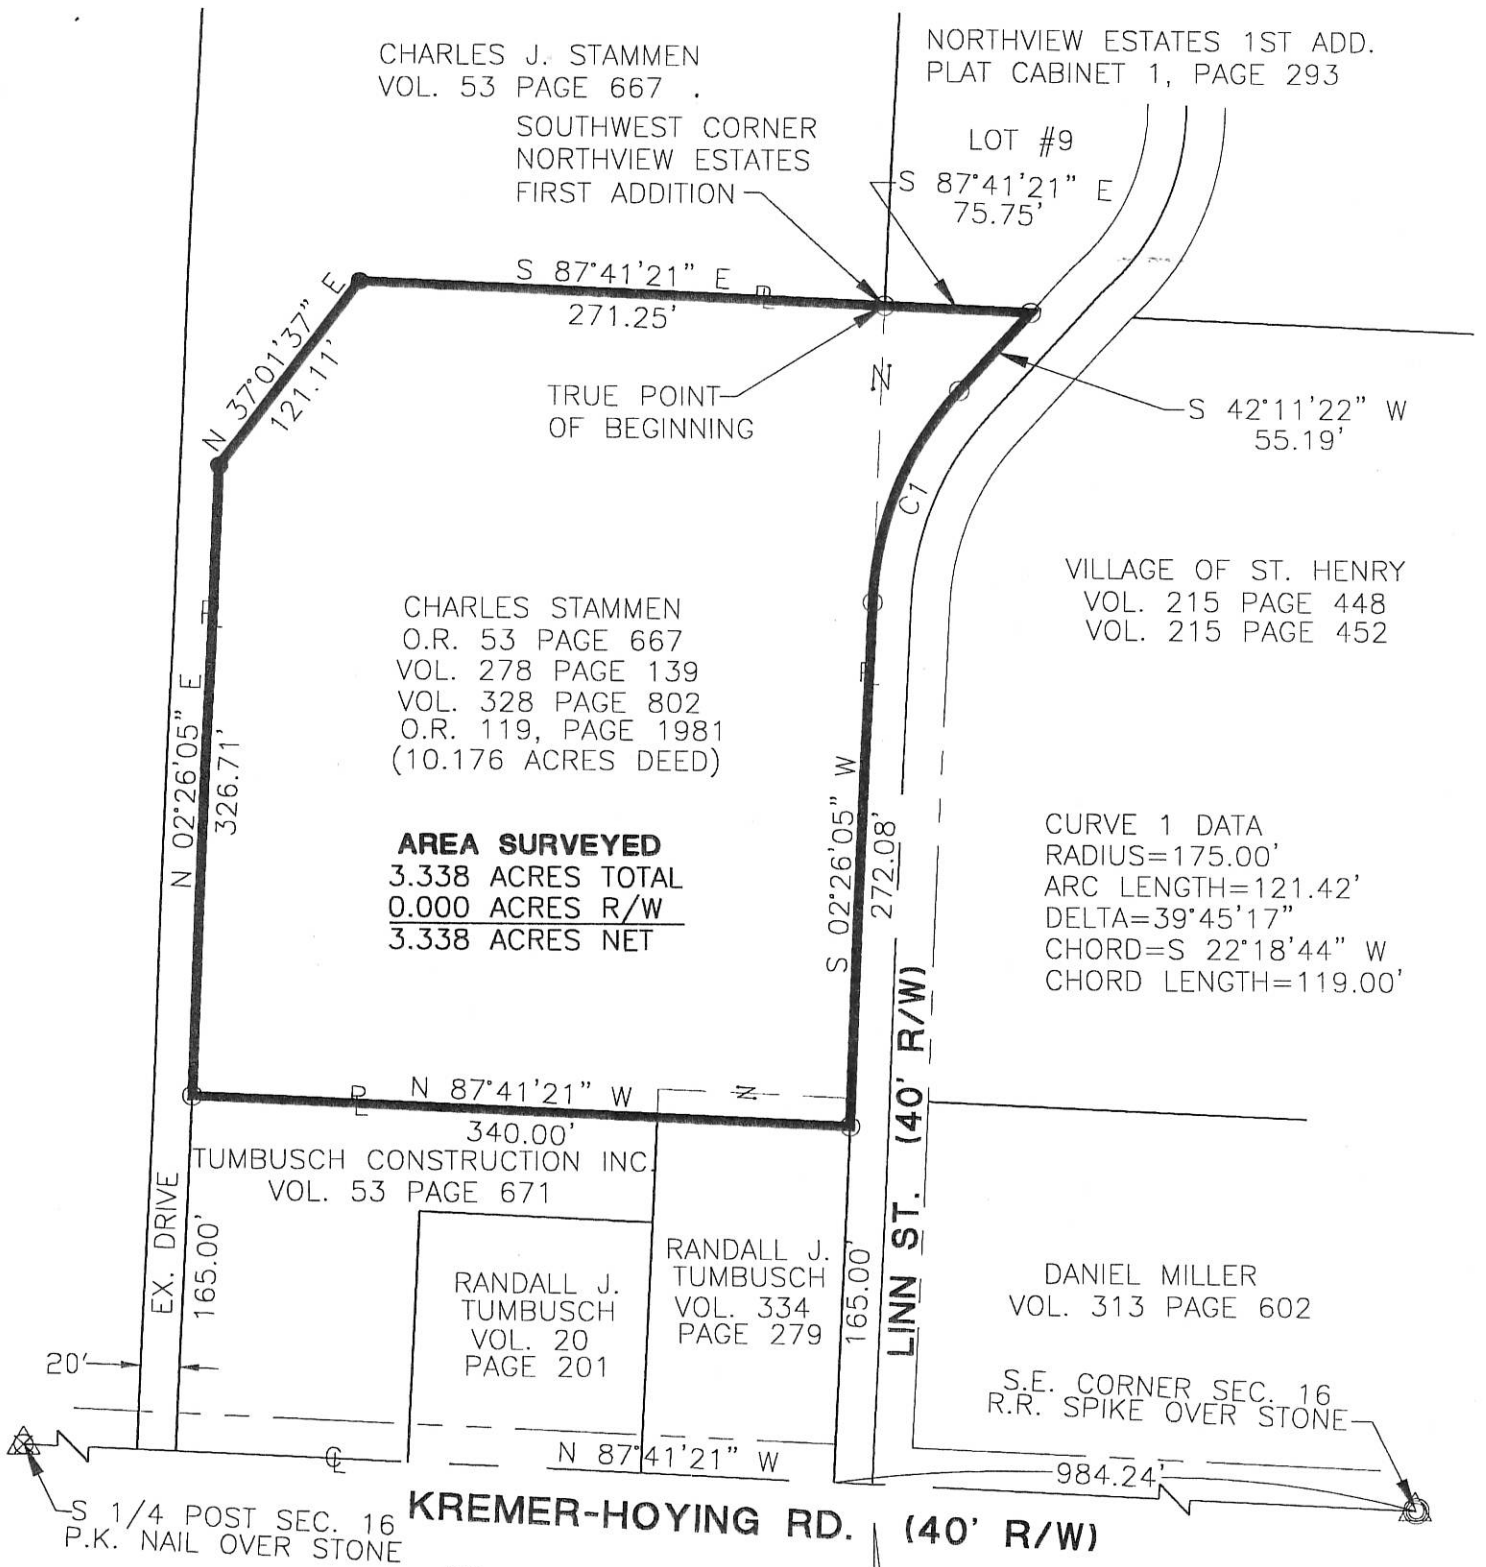 CHARLES J. STAMMEN
VOL. 53 PAGE 667
NORTHVIEW ESTATES 1ST ADD.
PLAT CABINET 1, PAGE 293
SOUTHWEST CORNER
NORTHVIEW ESTATES
FIRST ADDITION
LOT #9
S 87°41'21" E
75.75'
S 87°41'21" E
271.25'
N 37°01'37" E
121.11'
TRUE POINT
OF BEGINNING
N
S 42°11'22" W
55.19'
C1
VILLAGE OF ST. HENRY
VOL. 215 PAGE 448
VOL. 215 PAGE 452
CHARLES STAMMEN
O.R. 53 PAGE 667
VOL. 278 PAGE 139
VOL. 328 PAGE 802
O.R. 119, PAGE 1981
(10.176 ACRES DEED)
PL
PL
PL
N 02°26'05" E
326.71'
AREA SURVEYED
3.338 ACRES TOTAL
0.000 ACRES R/W
3.338 ACRES NET
S 02°26'05" W
272.08'
CURVE 1 DATA
RADIUS=175.00'
ARC LENGTH=121.42'
DELTA=39°45'17"
CHORD=S 22°18'44" W
CHORD LENGTH=119.00'
PL
N 87°41'21" W
340.00'
Z
TUMBUSCH CONSTRUCTION INC.
VOL. 53 PAGE 671
EX. DRIVE
165.00'
RANDALL J.
TUMBUSCH
VOL. 20
PAGE 201
RANDALL J.
TUMBUSCH
VOL. 334
PAGE 279
165.00'
LINN ST. (40' R/W)
DANIEL MILLER
VOL. 313 PAGE 602
20'
S.E. CORNER SEC. 16
R.R. SPIKE OVER STONE
CL
N 87°41'21" W
984.24'
S 1/4 POST SEC. 16
P.K. NAIL OVER STONE
KREMER-HOYING RD. (40' R/W)